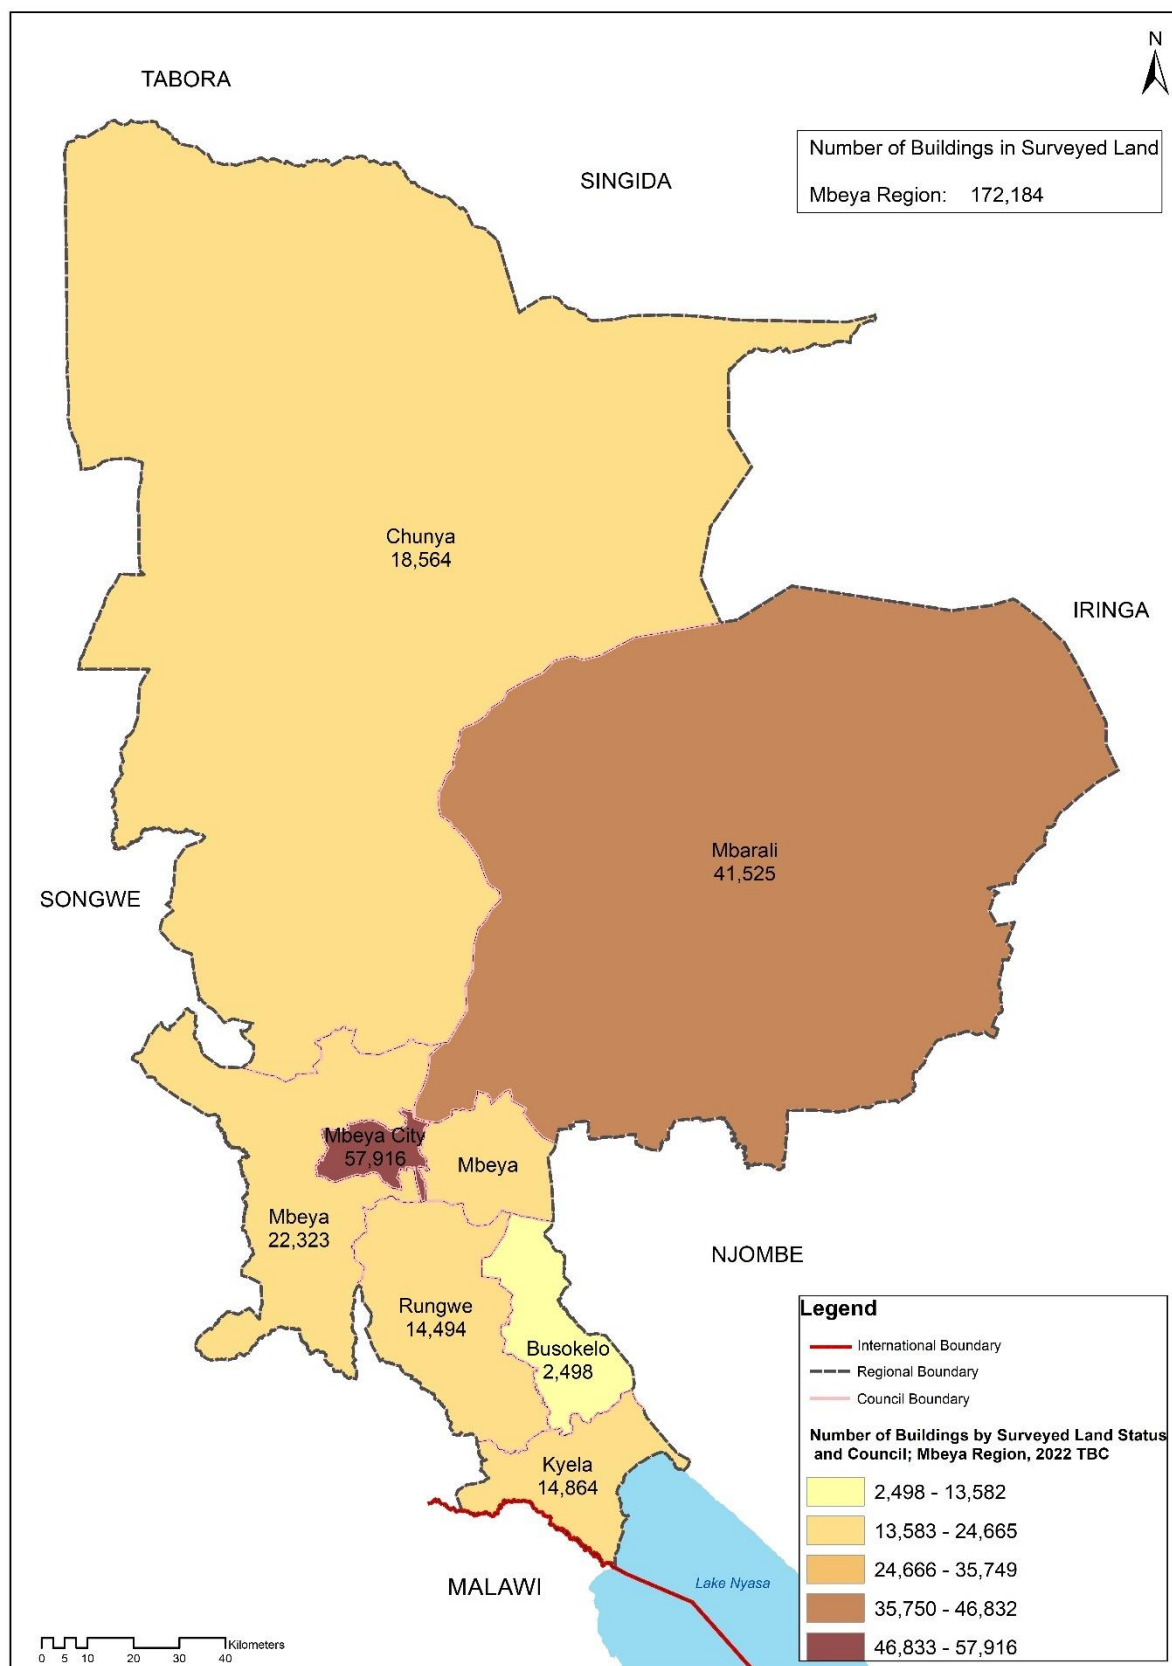 N
TABORA
SINGIDA
Number of Buildings in Surveyed Land
Mbeya Region: 172,184
Chunya
18,564
IRINGA
Mbarali
41,525
SONGWE
Mbeya City
57,916
Mbeya
Mbeya
22,323
NJOMBE
Rungwe
14,494
Busokelo
2,498
Kyela
14,864
MALAWI
Lake Nyasa
Legend
International Boundary
Regional Boundary
Council Boundary
Number of Buildings by Surveyed Land Status
and Council; Mbeya Region, 2022 TBC
2,498 - 13,582
13,583 - 24,665
24,666 - 35,749
35,750 - 46,832
46,833 - 57,916
Kilometers
0 5 10 20 30 40